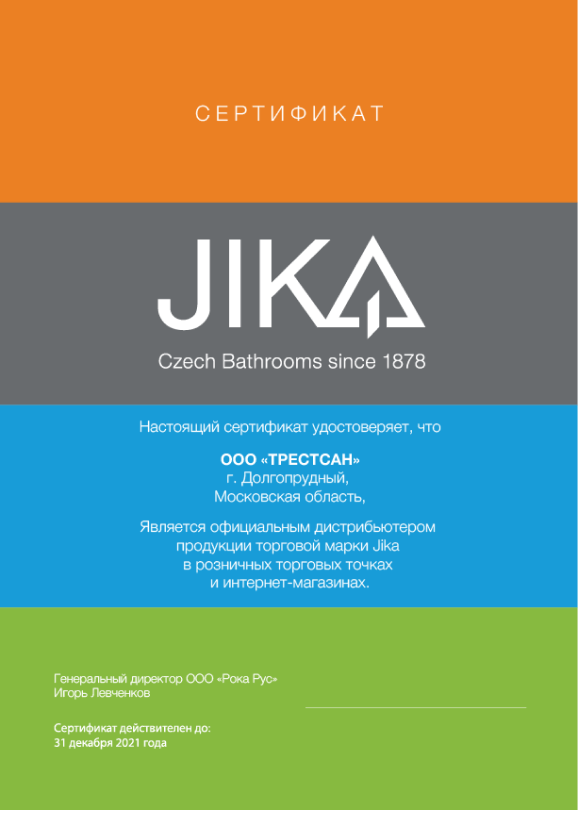 СЕРТИФИКАТ
JIKA
Czech Bathrooms since 1878
Настоящий сертификат удостоверяет, что
ООО «ТРЕСТСАН»
г. Долгопрудный,
Московская область,
Является официальным дистрибьютером
продукции торговой марки Jika
в розничных торговых точках
и интернет-магазинах.
Генеральный директор ООО «Рока Рус»
Игорь Левченков
Сертификат действителен до:
31 декабря 2021 года